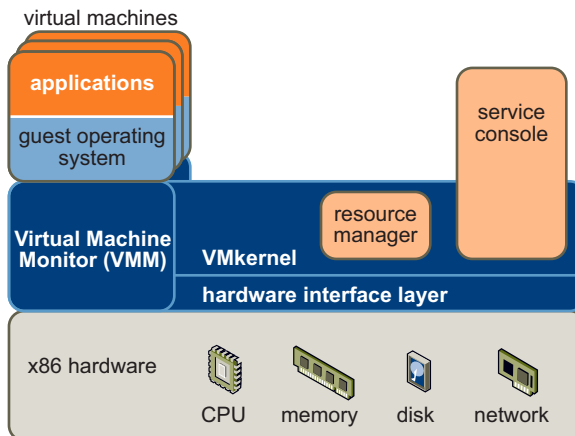 virtual machines
applications
guest operating
system
service
console
Virtual Machine
Monitor (VMM)
resource
manager
VMkernel
hardware interface layer
x86 hardware
CPU
memory
disk
network